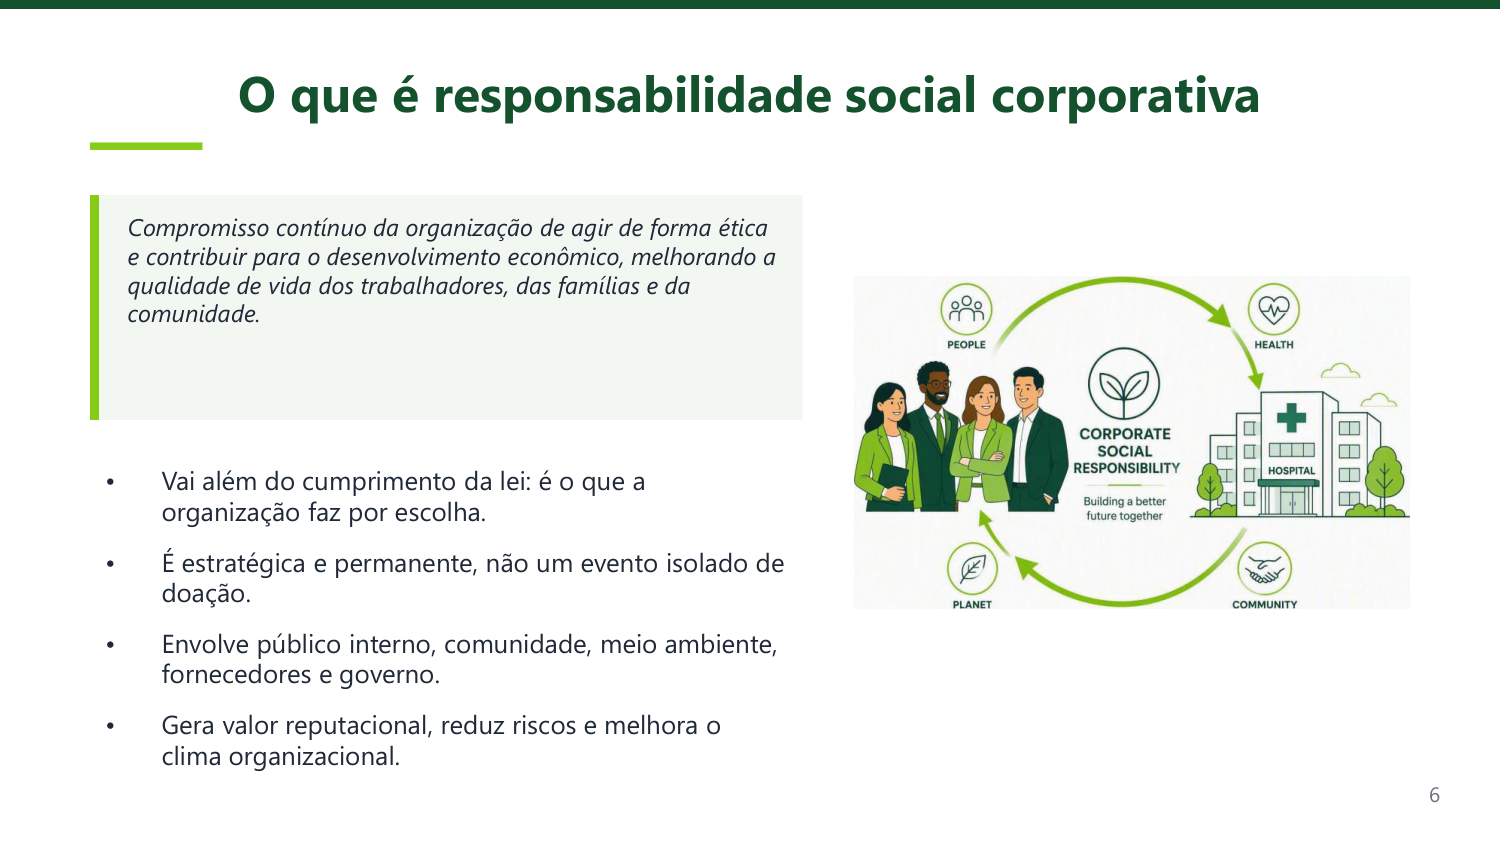 O que é responsabilidade social corporativa
Compromisso contínuo da organização de agir de forma ética
e contribuir para o desenvolvimento econômico, melhorando a
qualidade de vida dos trabalhadores, das famílias e da
comunidade.
• Vai além do cumprimento da lei: é o que a
organização faz por escolha.
• É estratégica e permanente, não um evento isolado de
doação.
• Envolve público interno, comunidade, meio ambiente,
fornecedores e governo.
• Gera valor reputacional, reduz riscos e melhora o
clima organizacional.
PEOPLE
HEALTH
CORPORATE
SOCIAL
RESPONSIBILITY
Building a better
future together
HOSPITAL
PLANET
COMMUNITY
6